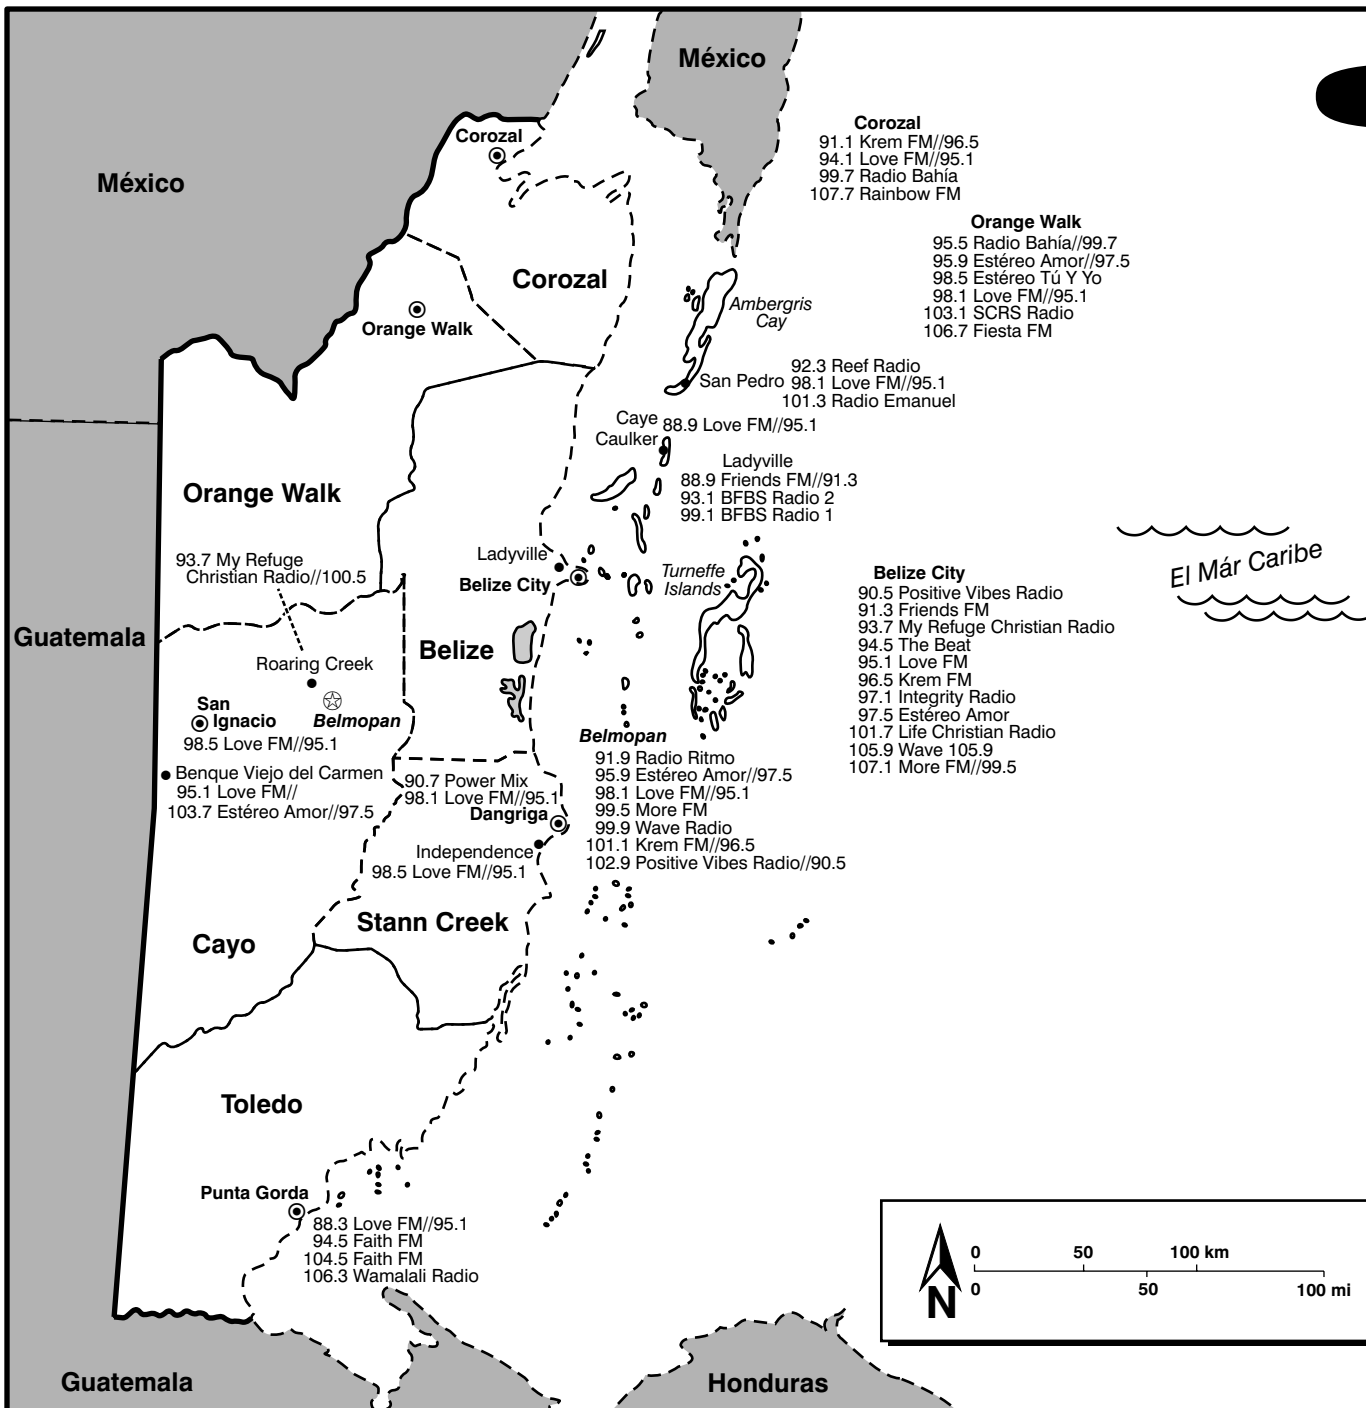 México
Corozal
México
Corozal
91.1 Krem FM//96.5
94.1 Love FM//95.1
99.7 Radio Bahía
107.7 Rainbow FM
Orange Walk
95.5 Radio Bahía//99.7
95.9 Estéreo Amor//97.5
98.5 Estéreo Tú Y Yo
98.1 Love FM//95.1
103.1 SCRS Radio
106.7 Fiesta FM
Corozal
Orange Walk
Ambergris
Cay
San Pedro
92.3 Reef Radio
98.1 Love FM//95.1
101.3 Radio Emanuel
Caye
Caulker
88.9 Love FM//95.1
Ladyville
88.9 Friends FM//91.3
93.1 BFBS Radio 2
99.1 BFBS Radio 1
Orange Walk
93.7 My Refuge
Christian Radio//100.5
Ladyville
Belize City
Turneffe
Islands
El Már Caribe
Belize City
90.5 Positive Vibes Radio
91.3 Friends FM
93.7 My Refuge Christian Radio
94.5 The Beat
95.1 Love FM
96.5 Krem FM
97.1 Integrity Radio
97.5 Estéreo Amor
101.7 Life Christian Radio
105.9 Wave 105.9
107.1 More FM//99.5
Guatemala
Belize
Roaring Creek
Belmopan
San
Ignacio
98.5 Love FM//95.1
Benque Viejo del Carmen
95.1 Love FM//
103.7 Estéreo Amor//97.5
90.7 Power Mix
98.1 Love FM//95.1
Dangriga
Independence
98.5 Love FM//95.1
Belmopan
91.9 Radio Ritmo
95.9 Estéreo Amor//97.5
98.1 Love FM//95.1
99.5 More FM
99.9 Wave Radio
101.1 Krem FM//96.5
102.9 Positive Vibes Radio//90.5
Stann Creek
Cayo
Toledo
Punta Gorda
88.3 Love FM//95.1
94.5 Faith FM
104.5 Faith FM
106.3 Wamalali Radio
N
0 50 100 km
0 50 100 mi
Guatemala
Honduras